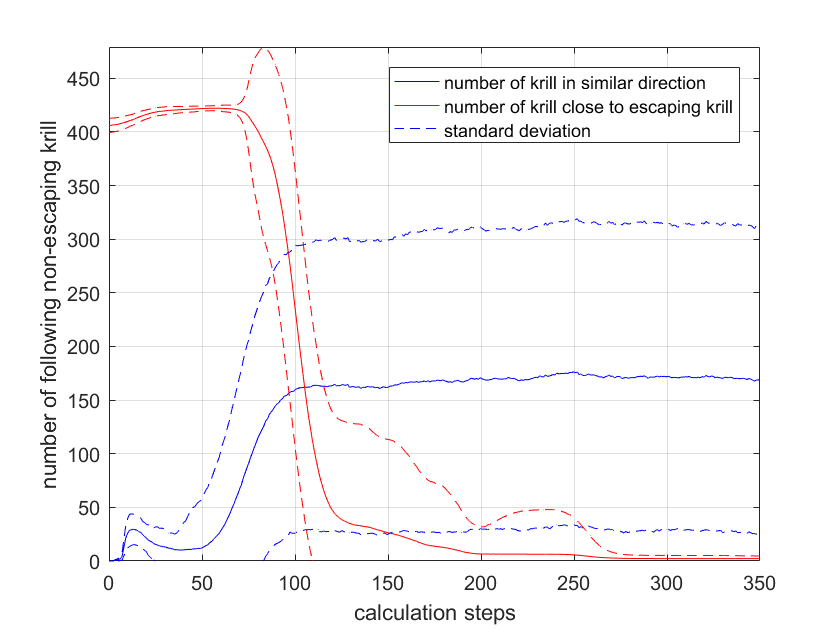 number of following non-escaping krill
450
400
350
300
250
200
150
100
50
0
number of krill in similar direction
number of krill close to escaping krill
standard deviation
0 50 100 150 200 250 300 350
calculation steps